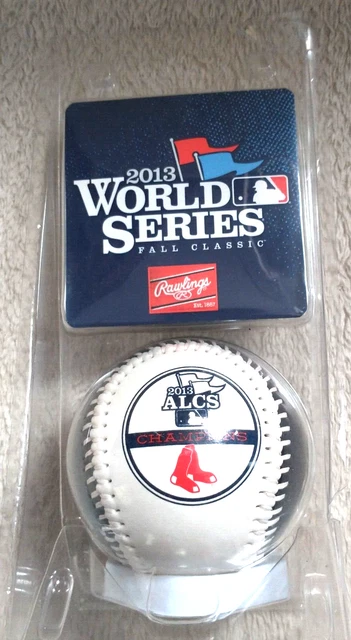 2013
WORLD
SERIES
FALL CLASSIC
Rawlings
EST. 1887
2013
ALCS
CHAMPIONS